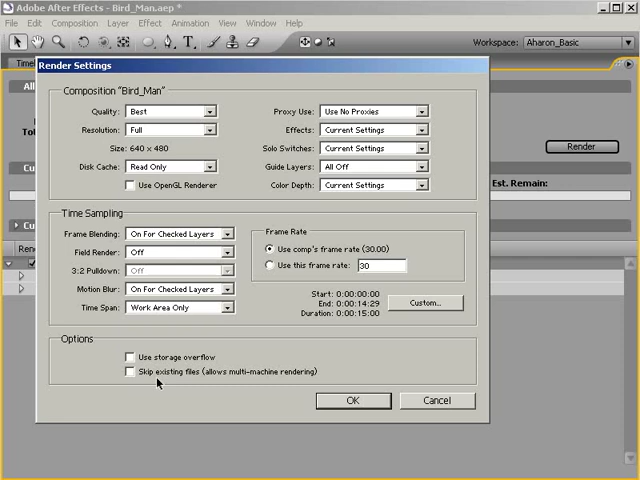 Adobe After Effects - Bird_Man.aep *
File Edit Composition Layer Effect Animation View Window Help
Workspace: Aharon_Basic
Render Settings
Composition "Bird_Man"
Quality: Best
Proxy Use: Use No Proxies
Resolution: Full
Effects: Current Settings
Size: 640 x 480
Solo Switches: Current Settings
Disk Cache: Read Only
Guide Layers: All Off
Use OpenGL Renderer
Color Depth: Current Settings
Render
Est. Remain:
Time Sampling
Frame Blending: On For Checked Layers
Field Render: Off
3:2 Pulldown: Off
Motion Blur: On For Checked Layers
Time Span: Work Area Only
Frame Rate
Use comp's frame rate (30.00)
Use this frame rate: 30
Start: 0:00:00:00
End: 0:00:14:29
Duration: 0:00:15:00
Custom...
Options
Use storage overflow
Skip existing files (allows multi-machine rendering)
OK Cancel